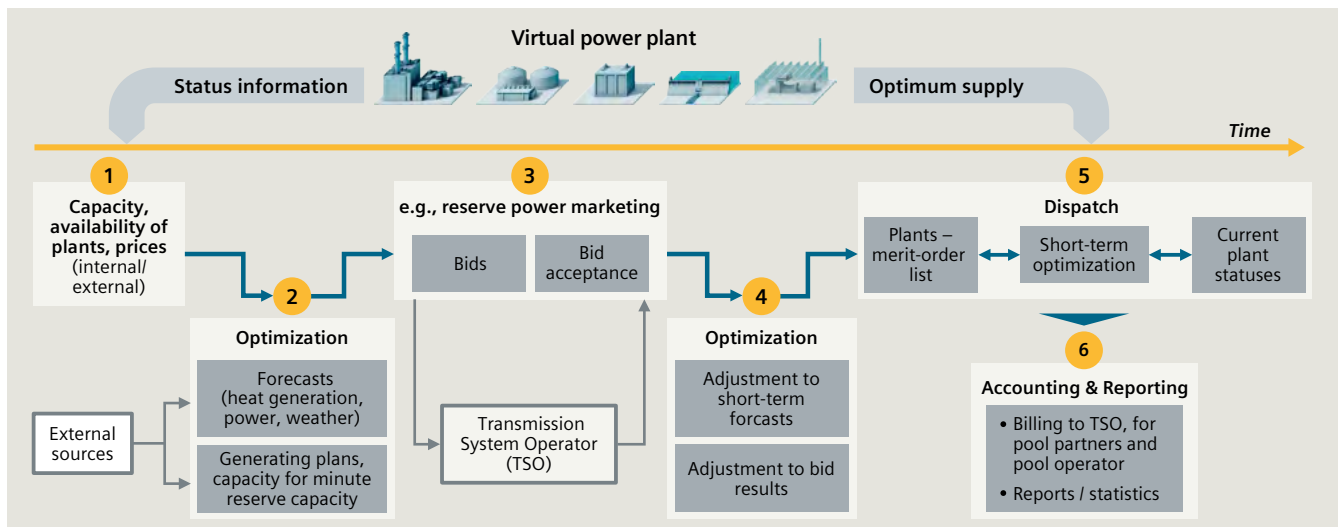 Virtual power plant
Status information
Optimum supply
Time
1
Capacity,
availability of
plants, prices
(internal/
external)
2
Optimization
Forecasts
(heat generation,
power, weather)
Generating plans,
capacity for minute
reserve capacity
External
sources
3
e.g., reserve power marketing
Bids
Bid
acceptance
Transmission
System Operator
(TSO)
4
Optimization
Adjustment to
short-term
forcasts
Adjustment to bid
results
5
Dispatch
Plants –
merit-order
list
Short-term
optimization
Current
plant
statuses
6
Accounting & Reporting
• Billing to TSO, for
pool partners and
pool operator
• Reports / statistics